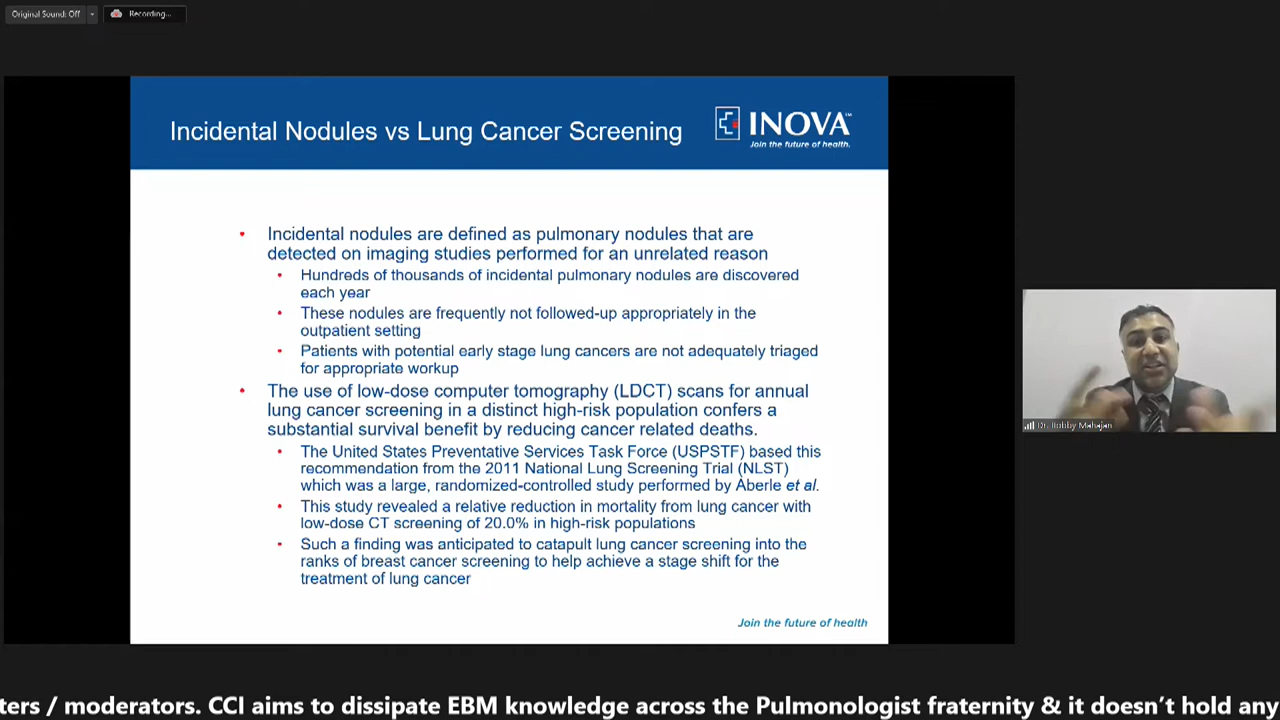 Original Sound: Off
Recording...
Incidental Nodules vs Lung Cancer Screening
INOVA™
Join the future of health.
• Incidental nodules are defined as pulmonary nodules that are
detected on imaging studies performed for an unrelated reason
• Hundreds of thousands of incidental pulmonary nodules are discovered
each year
• These nodules are frequently not followed-up appropriately in the
outpatient setting
• Patients with potential early stage lung cancers are not adequately triaged
for appropriate workup
• The use of low-dose computer tomography (LDCT) scans for annual
lung cancer screening in a distinct high-risk population confers a
substantial survival benefit by reducing cancer related deaths.
• The United States Preventative Services Task Force (USPSTF) based this
recommendation from the 2011 National Lung Screening Trial (NLST)
which was a large, randomized-controlled study performed by Aberle et al.
• This study revealed a relative reduction in mortality from lung cancer with
low-dose CT screening of 20.0% in high-risk populations
• Such a finding was anticipated to catapult lung cancer screening into the
ranks of breast cancer screening to help achieve a stage shift for the
treatment of lung cancer
Join the future of health
Dr. Bobby Mahajan
ters / moderators. CCI aims to dissipate EBM knowledge across the Pulmonologist fraternity & it doesn't hold any